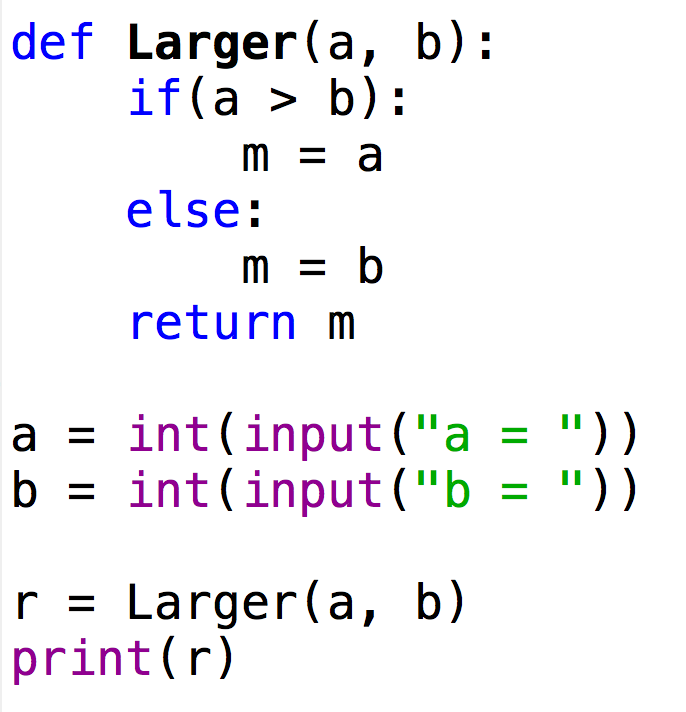 def Larger(a, b):
    if(a > b):
        m = a
    else:
        m = b
    return m

a = int(input("a = "))
b = int(input("b = "))

r = Larger(a, b)
print(r)